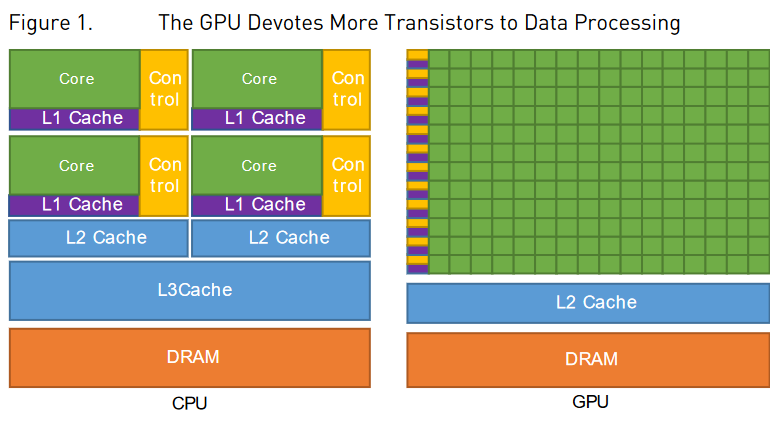 Figure 1. The GPU Devotes More Transistors to Data Processing
Core
Con
trol
L1 Cache
Core
Con
trol
L1 Cache
Core
Con
trol
L1 Cache
Core
Con
trol
L1 Cache
L2 Cache
L2 Cache
L3Cache
DRAM
CPU
L2 Cache
DRAM
GPU